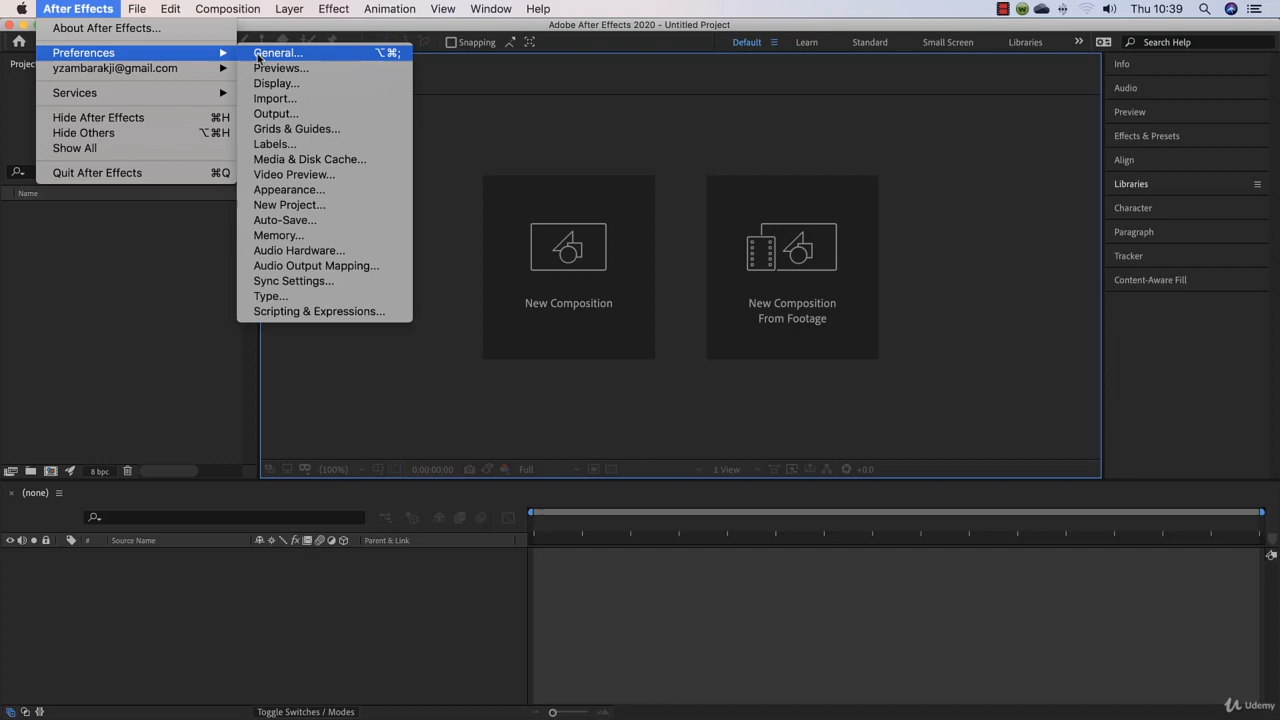 After Effects File Edit Composition Layer Effect Animation View Window Help Thu 10:39
Adobe After Effects 2020 - Untitled Project
About After Effects...
Preferences
yzambarakji@gmail.com
Services
Hide After Effects ⌘H
Hide Others ⌥⌘H
Show All
Quit After Effects ⌘Q
General... ⌥⌘;
Previews...
Display...
Import...
Output...
Grids & Guides...
Labels...
Media & Disk Cache...
Video Preview...
Appearance...
New Project...
Auto-Save...
Memory...
Audio Hardware...
Audio Output Mapping...
Sync Settings...
Type...
Scripting & Expressions...
Snapping Default Learn Standard Small Screen Libraries Search Help
Name
New Composition
New Composition
From Footage
Info
Audio
Preview
Effects & Presets
Align
Libraries
Character
Paragraph
Tracker
Content-Aware Fill
8 bpc
(100%) 0:00:00:00 Full 1 View +0.0
(none)
# Source Name fx Parent & Link
Toggle Switches / Modes
Udemy